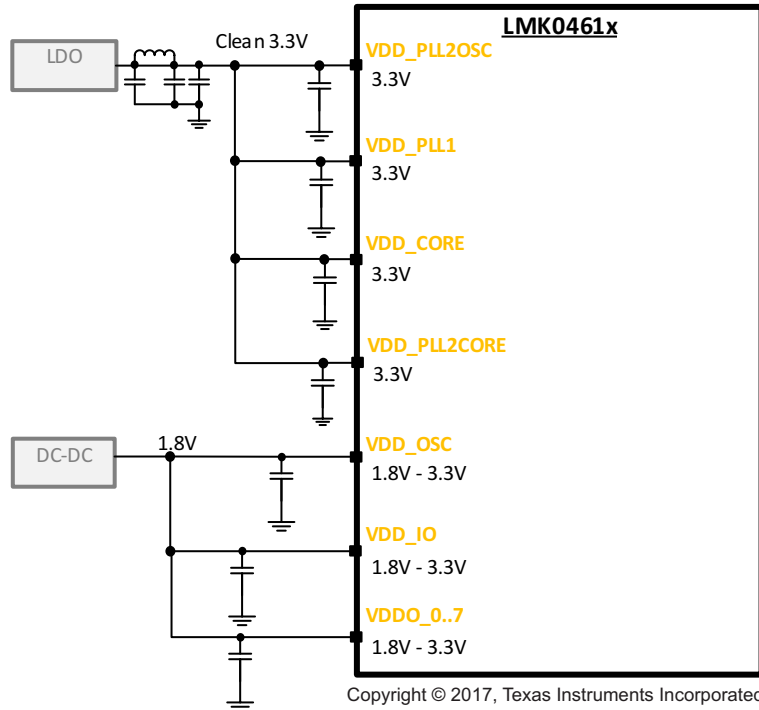 LMK0461x
LDO
Clean 3.3V
VDD_PLL2OSC
3.3V
VDD_PLL1
3.3V
VDD_CORE
3.3V
VDD_PLL2CORE
3.3V
DC-DC
1.8V
VDD_OSC
1.8V - 3.3V
VDD_IO
1.8V - 3.3V
VDDO_0..7
1.8V - 3.3V
Copyright © 2017, Texas Instruments Incorporated